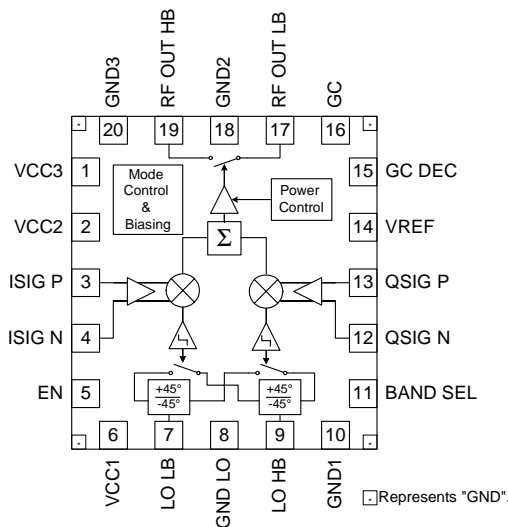 GND3
RF OUT HB
GND2
RF OUT LB
GC
20
19
18
17
16
VCC3
1
Mode
Control
&
Biasing
Power
Control
15
GC DEC
VCC2
2
Σ
14
VREF
ISIG P
3
13
QSIG P
ISIG N
4
12
QSIG N
EN
5
+45°
-45°
+45°
-45°
11
BAND SEL
6
7
8
9
10
VCC1
LO LB
GND LO
LO HB
GND1
Represents "GND".